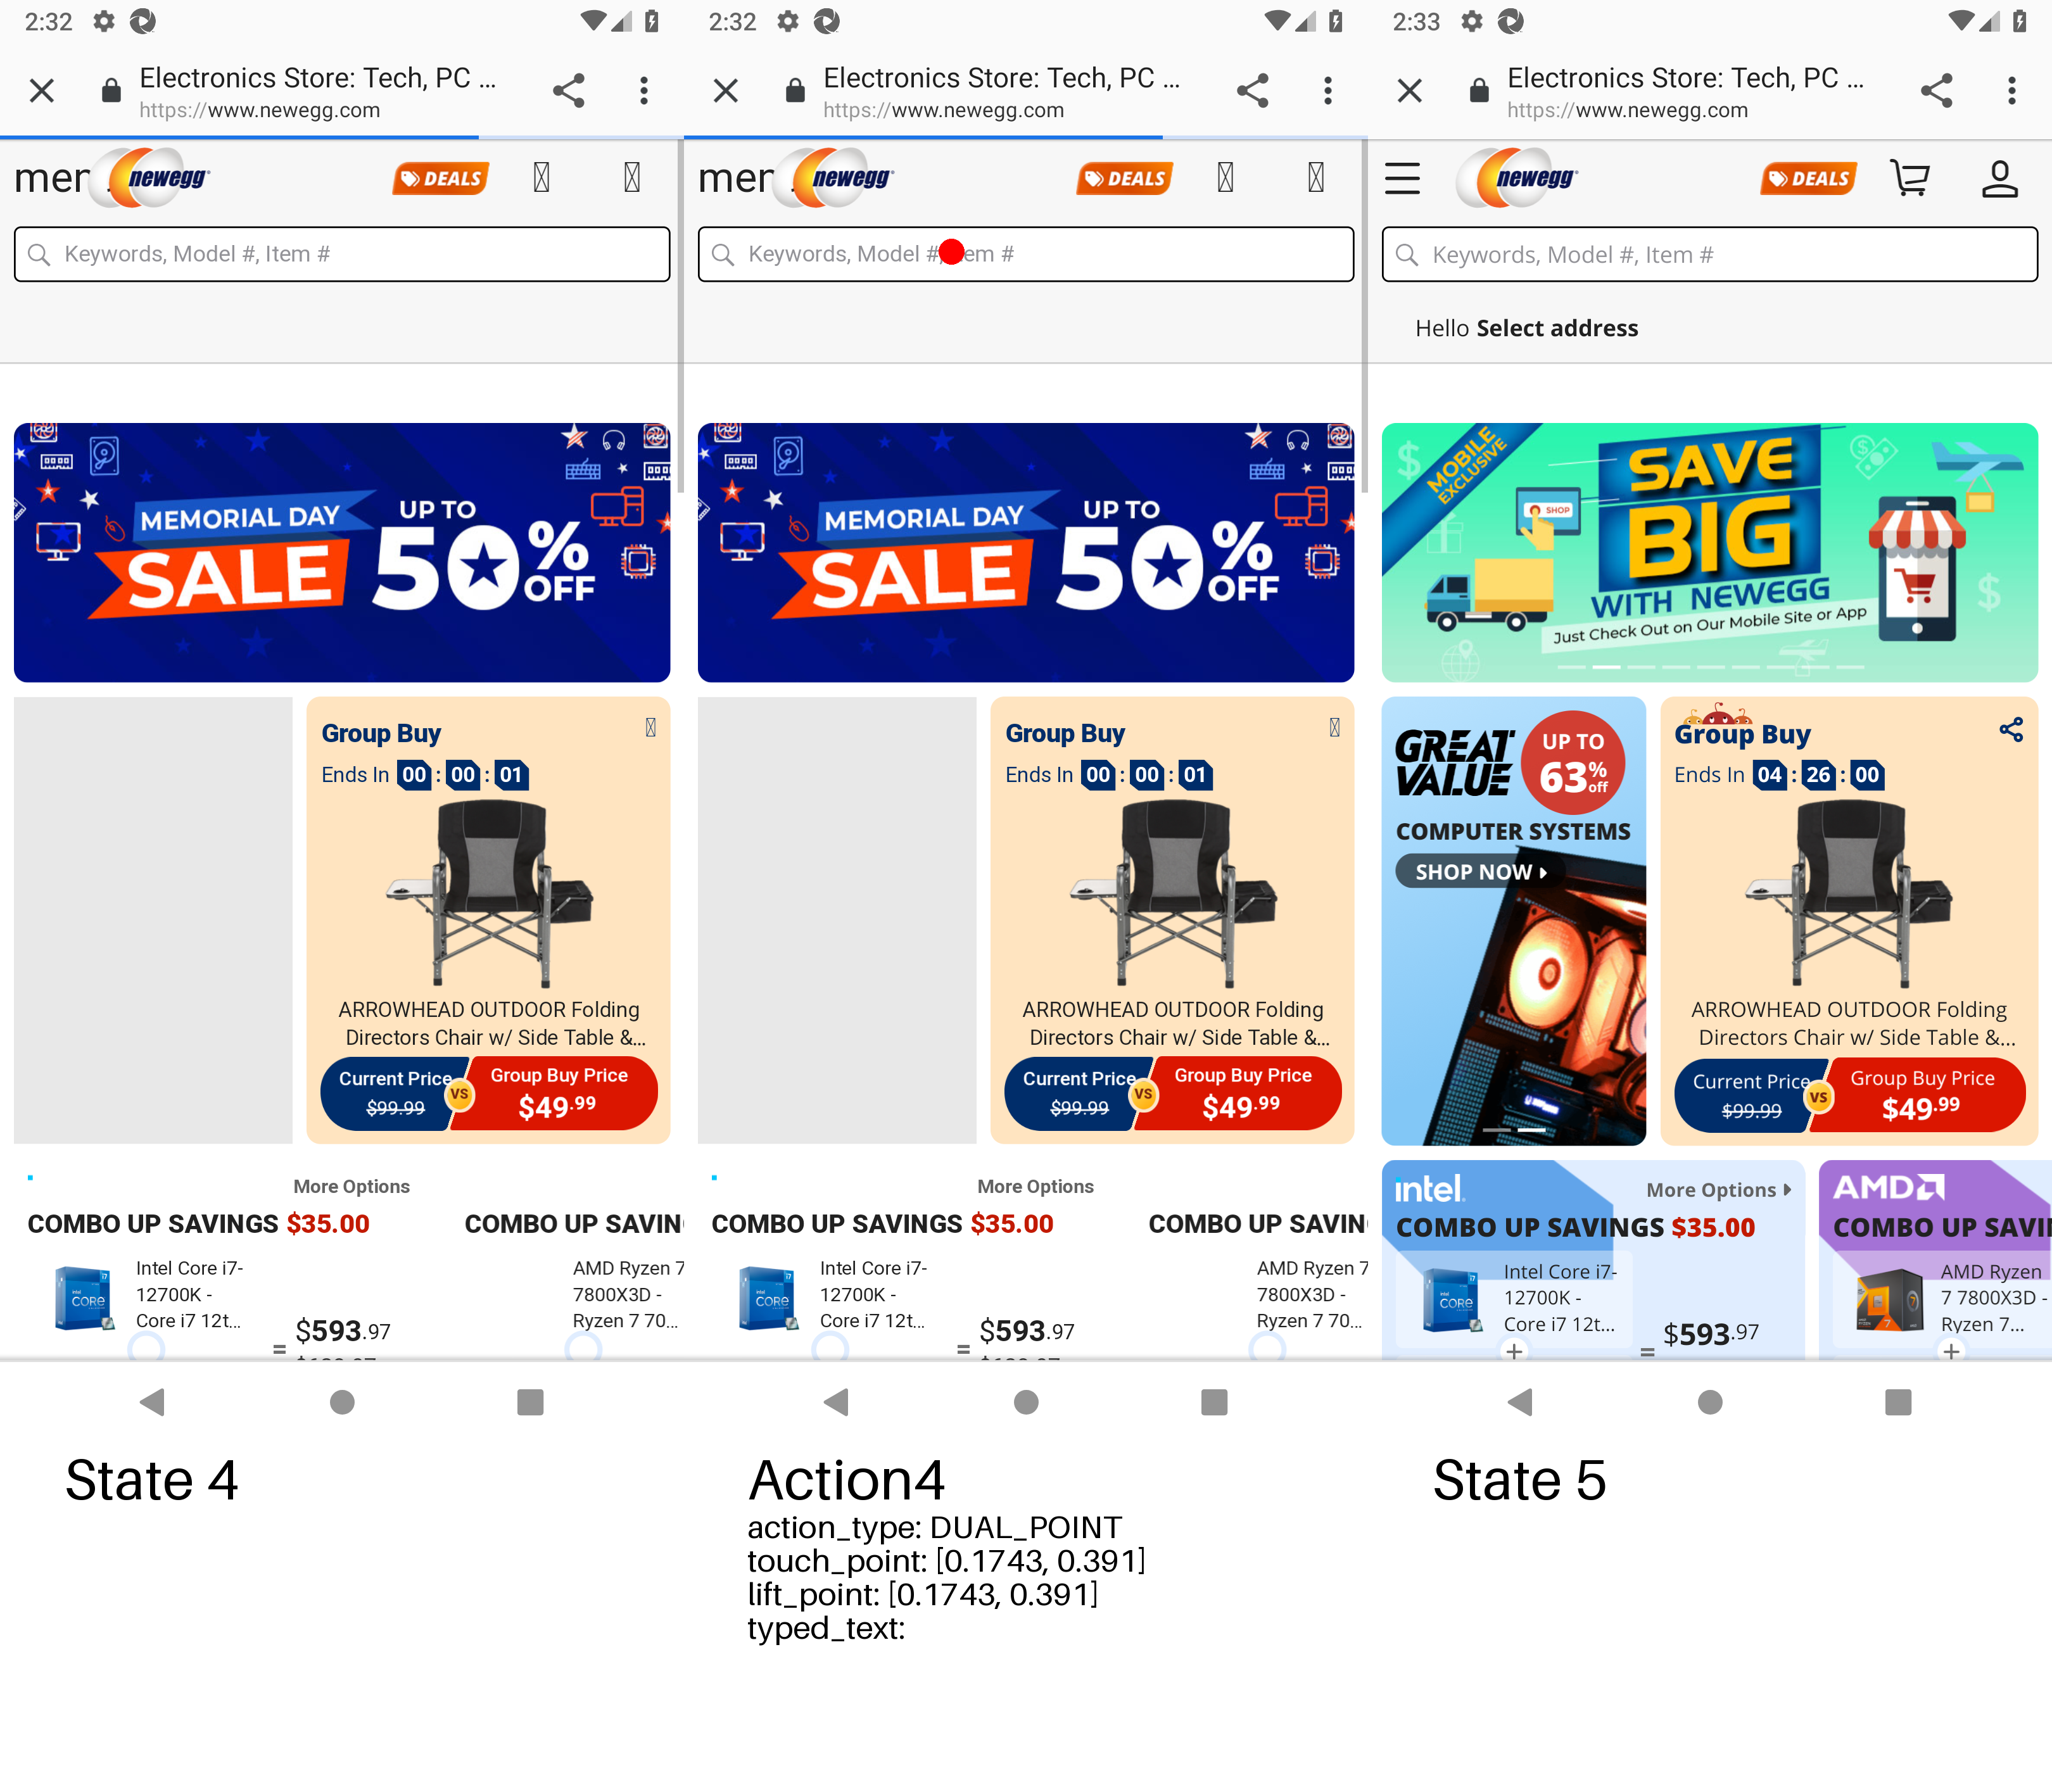 2:32
Electronics Store: Tech, PC ...
https://www.newegg.com
mer
newegg
DEALS
Keywords, Model #, Item #
MEMORIAL DAY
SALE
UP TO
50%
OFF
Group Buy
Ends In 00 : 00 : 01
ARROWHEAD OUTDOOR Folding
Directors Chair w/ Side Table &...
Current Price
$99.99
VS
Group Buy Price
$49.99
More Options
COMBO UP SAVINGS $35.00
Intel Core i7-
12700K -
Core i7 12t...
= $593.97
COMBO UP SAVIN
AMD Ryzen 7
7800X3D -
Ryzen 7 70...
State 4
2:32
Electronics Store: Tech, PC ...
https://www.newegg.com
mer
newegg
DEALS
Keywords, Model #, Item #
MEMORIAL DAY
SALE
UP TO
50%
OFF
Group Buy
Ends In 00 : 00 : 01
ARROWHEAD OUTDOOR Folding
Directors Chair w/ Side Table &...
Current Price
$99.99
VS
Group Buy Price
$49.99
More Options
COMBO UP SAVINGS $35.00
Intel Core i7-
12700K -
Core i7 12t...
= $593.97
COMBO UP SAVIN
AMD Ryzen 7
7800X3D -
Ryzen 7 70...
Action4
action_type: DUAL_POINT
touch_point: [0.1743, 0.391]
lift_point: [0.1743, 0.391]
typed_text:
2:33
Electronics Store: Tech, PC ...
https://www.newegg.com
newegg
DEALS
Keywords, Model #, Item #
Hello Select address
MOBILE
EXCLUSIVE
SHOP
SAVE
BIG
WITH NEWEGG
Just Check Out on Our Mobile Site or App
GREAT
VALUE
UP TO
63%
off
COMPUTER SYSTEMS
SHOP NOW
Group Buy
Ends In 04 : 26 : 00
ARROWHEAD OUTDOOR Folding
Directors Chair w/ Side Table &...
Current Price
$99.99
VS
Group Buy Price
$49.99
intel.
More Options
COMBO UP SAVINGS $35.00
Intel Core i7-
12700K -
Core i7 12t...
+
= $593.97
AMD
COMBO UP SAVI
AMD Ryzen
7 7800X3D -
Ryzen 7...
+
State 5